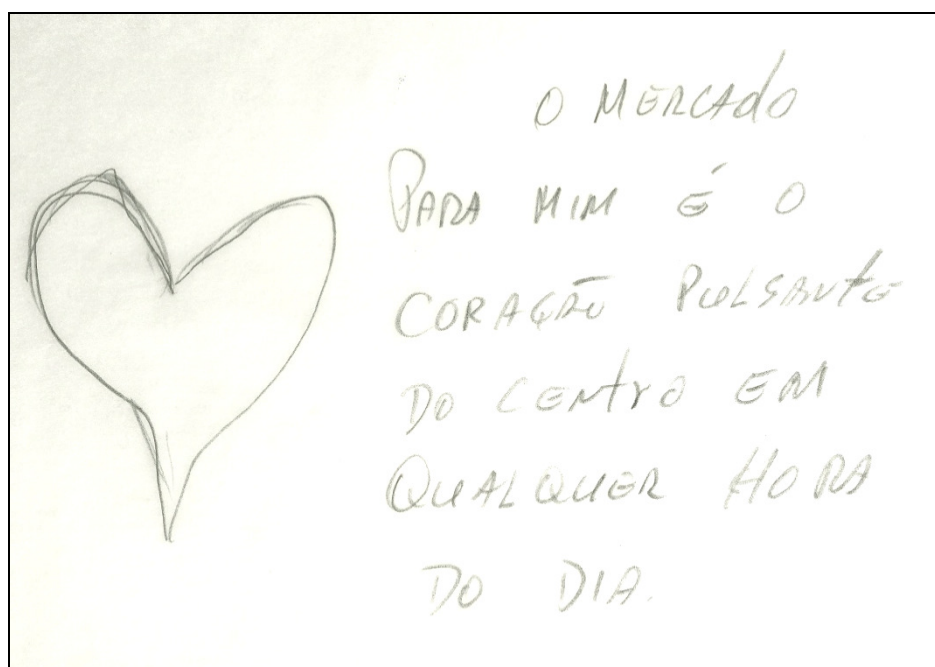 O MERCAdO
PARA MIM É O
CORAÇÃO PULSANtE
DO CENtrO EM
QUALQUER HORA
DO DIA.